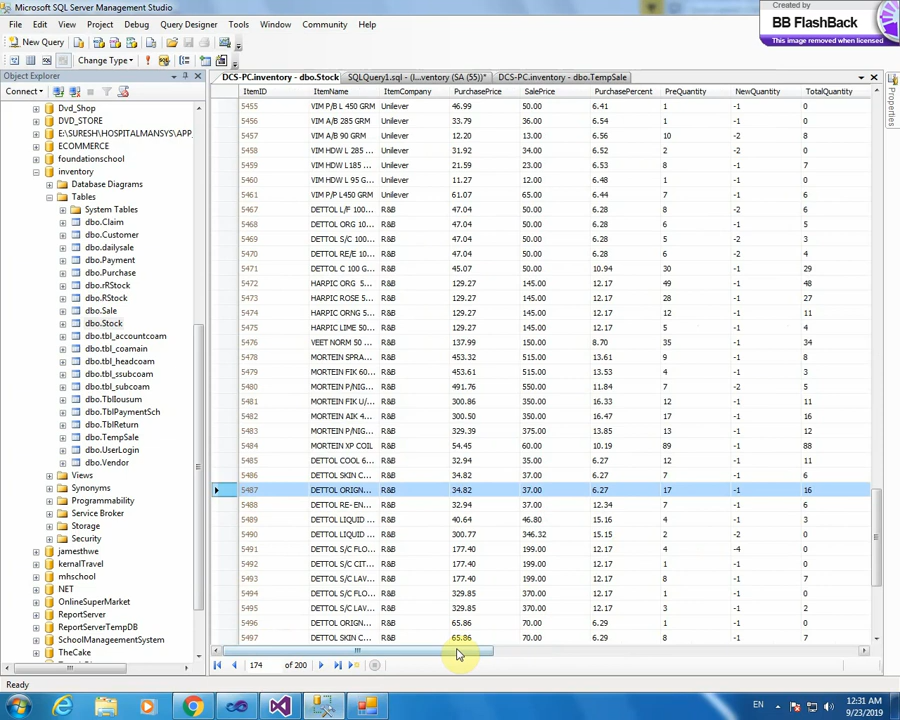 Microsoft SQL Server Management Studio
Created by
BB FlashBack
This image removed when licensed
File Edit View Project Debug Query Designer Tools Window Community Help
New Query
Change Type
Object Explorer
Connect
Dvd_Shop
DVD_STORE
E:\SURESH\HOSPITALMANSYS\APP_
ECOMMERCE
foundationschool
inventory
Database Diagrams
Tables
System Tables
dbo.Claim
dbo.Customer
dbo.dailysale
dbo.Payment
dbo.Purchase
dbo.rRStock
dbo.RStock
dbo.Sale
dbo.Stock
dbo.tbl_accountcoam
dbo.tbl_coamain
dbo.tbl_headcoam
dbo.tbl_ssubcoam
dbo.tbl_subcoam
dbo.TblIousum
dbo.TblPaymentSch
dbo.TblReturn
dbo.TempSale
dbo.UserLogin
dbo.Vendor
Views
Synonyms
Programmability
Service Broker
Storage
Security
jamesthwe
kernalTravel
mhschool
NET
OnlineSuperMarket
ReportServer
ReportServerTempDB
SchoolManageementSystem
TheCake
DCS-PC.inventory - dbo.Stock SQLQuery1.sql - (l...ventory (SA (55))* DCS-PC.inventory - dbo.TempSale
Properties
ItemID ItemName ItemCompany PurchasePrice SalePrice PurchasePercent PreQuantity NewQuantity TotalQuantity
5455 VIM P/B L 450 GRM Unilever 46.99 50.00 6.41 1 -1 0
5456 VIM A/B 285 GRM Unilever 33.79 36.00 6.54 1 -1 0
5457 VIM A/B 90 GRM Unilever 12.20 13.00 6.56 10 -2 8
5458 VIM HDW L 285 ... Unilever 31.92 34.00 6.52 2 -2 0
5459 VIM HDW L185 ... Unilever 21.59 23.00 6.53 8 -1 7
5460 VIM HDW L 95 G... Unilever 11.27 12.00 6.48 1 -1 0
5461 VIM P/P L450 GRM Unilever 61.07 65.00 6.44 7 -1 6
5467 DETTOL L/F 100... R&B 47.04 50.00 6.28 8 -2 6
5468 DETTOL ORG 10... R&B 47.04 50.00 6.28 6 -1 5
5469 DETTOL S/C 100... R&B 47.04 50.00 6.28 5 -2 3
5470 DETTOL RE/E 10... R&B 47.04 50.00 6.28 6 -2 4
5471 DETTOL C 100 G... R&B 45.07 50.00 10.94 30 -1 29
5472 HARPIC ORG 5... R&B 129.27 145.00 12.17 49 -1 48
5473 HARPIC ROSE 5... R&B 129.27 145.00 12.17 28 -1 27
5474 HARPIC ORNG 5... R&B 129.27 145.00 12.17 12 -1 11
5475 HARPIC LIME 50... R&B 129.27 145.00 12.17 5 -1 4
5476 VEET NORM 50 ... R&B 137.99 150.00 8.70 35 -1 34
5478 MORTEIN SPRA... R&B 453.32 515.00 13.61 9 -1 8
5479 MORTEIN FIK 60... R&B 453.61 515.00 13.53 4 -1 3
5480 MORTEIN P/NIG... R&B 491.76 550.00 11.84 7 -2 5
5481 MORTEIN FIK U/... R&B 300.86 350.00 16.33 12 -1 11
5482 MORTEIN AIK 4... R&B 300.50 350.00 16.47 17 -1 16
5483 MORTEIN P/NIG... R&B 329.39 375.00 13.85 13 -1 12
5484 MORTEIN XP COIL R&B 54.45 60.00 10.19 89 -1 88
5485 DETTOL COOL 6... R&B 32.94 35.00 6.27 12 -1 11
5486 DETTOL SKIN C... R&B 34.82 37.00 6.27 7 -1 6
5487 DETTOL ORIGN... R&B 34.82 37.00 6.27 17 -1 16
5488 DETTOL RE- EN... R&B 32.94 37.00 12.34 7 -1 6
5489 DETTOL LIQUID ... R&B 40.64 46.80 15.16 4 -1 3
5490 DETTOL LIQUID ... R&B 300.77 346.32 15.15 2 -2 0
5491 DETTOL S/C FLO... R&B 177.40 199.00 12.17 4 -4 0
5492 DETTOL S/C CIT... R&B 177.40 199.00 12.17 1 -1 0
5493 DETTOL S/C LAV... R&B 177.40 199.00 12.17 8 -1 7
5494 DETTOL S/C FLO... R&B 329.85 370.00 12.17 1 -1 0
5495 DETTOL S/C LAV... R&B 329.85 370.00 12.17 3 -1 2
5496 DETTOL ORIGN... R&B 65.86 70.00 6.29 1 -1 0
5497 DETTOL SKIN C... R&B 65.86 70.00 6.29 8 -1 7
174 of 200
Ready
EN
12:31 AM
9/23/2019